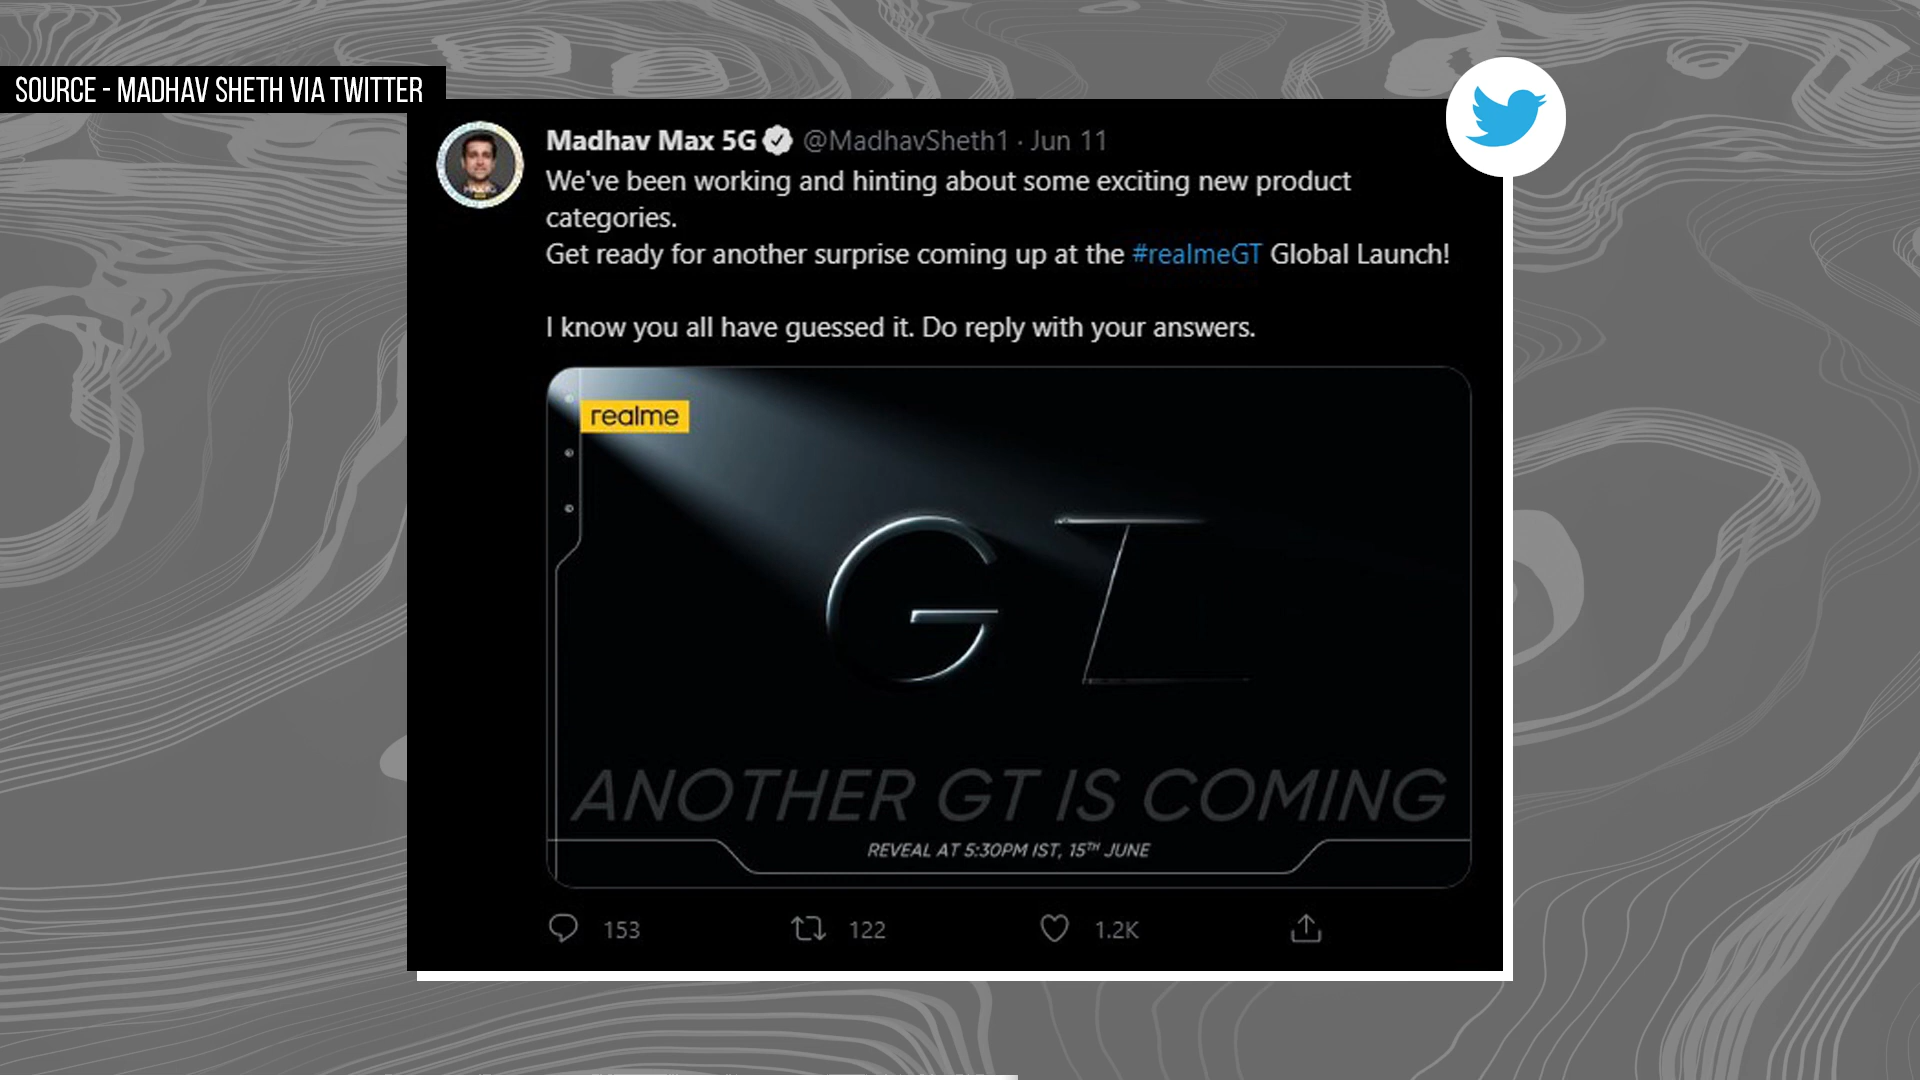 SOURCE - MADHAV SHETH VIA TWITTER
Madhav Max 5G @MadhavSheth1 · Jun 11
We've been working and hinting about some exciting new product
categories.
Get ready for another surprise coming up at the #realmeGT Global Launch!
I know you all have guessed it. Do reply with your answers.
realme
GT
ANOTHER GT IS COMING
REVEAL AT 5:30PM IST, 15TH JUNE
153 122 1.2K